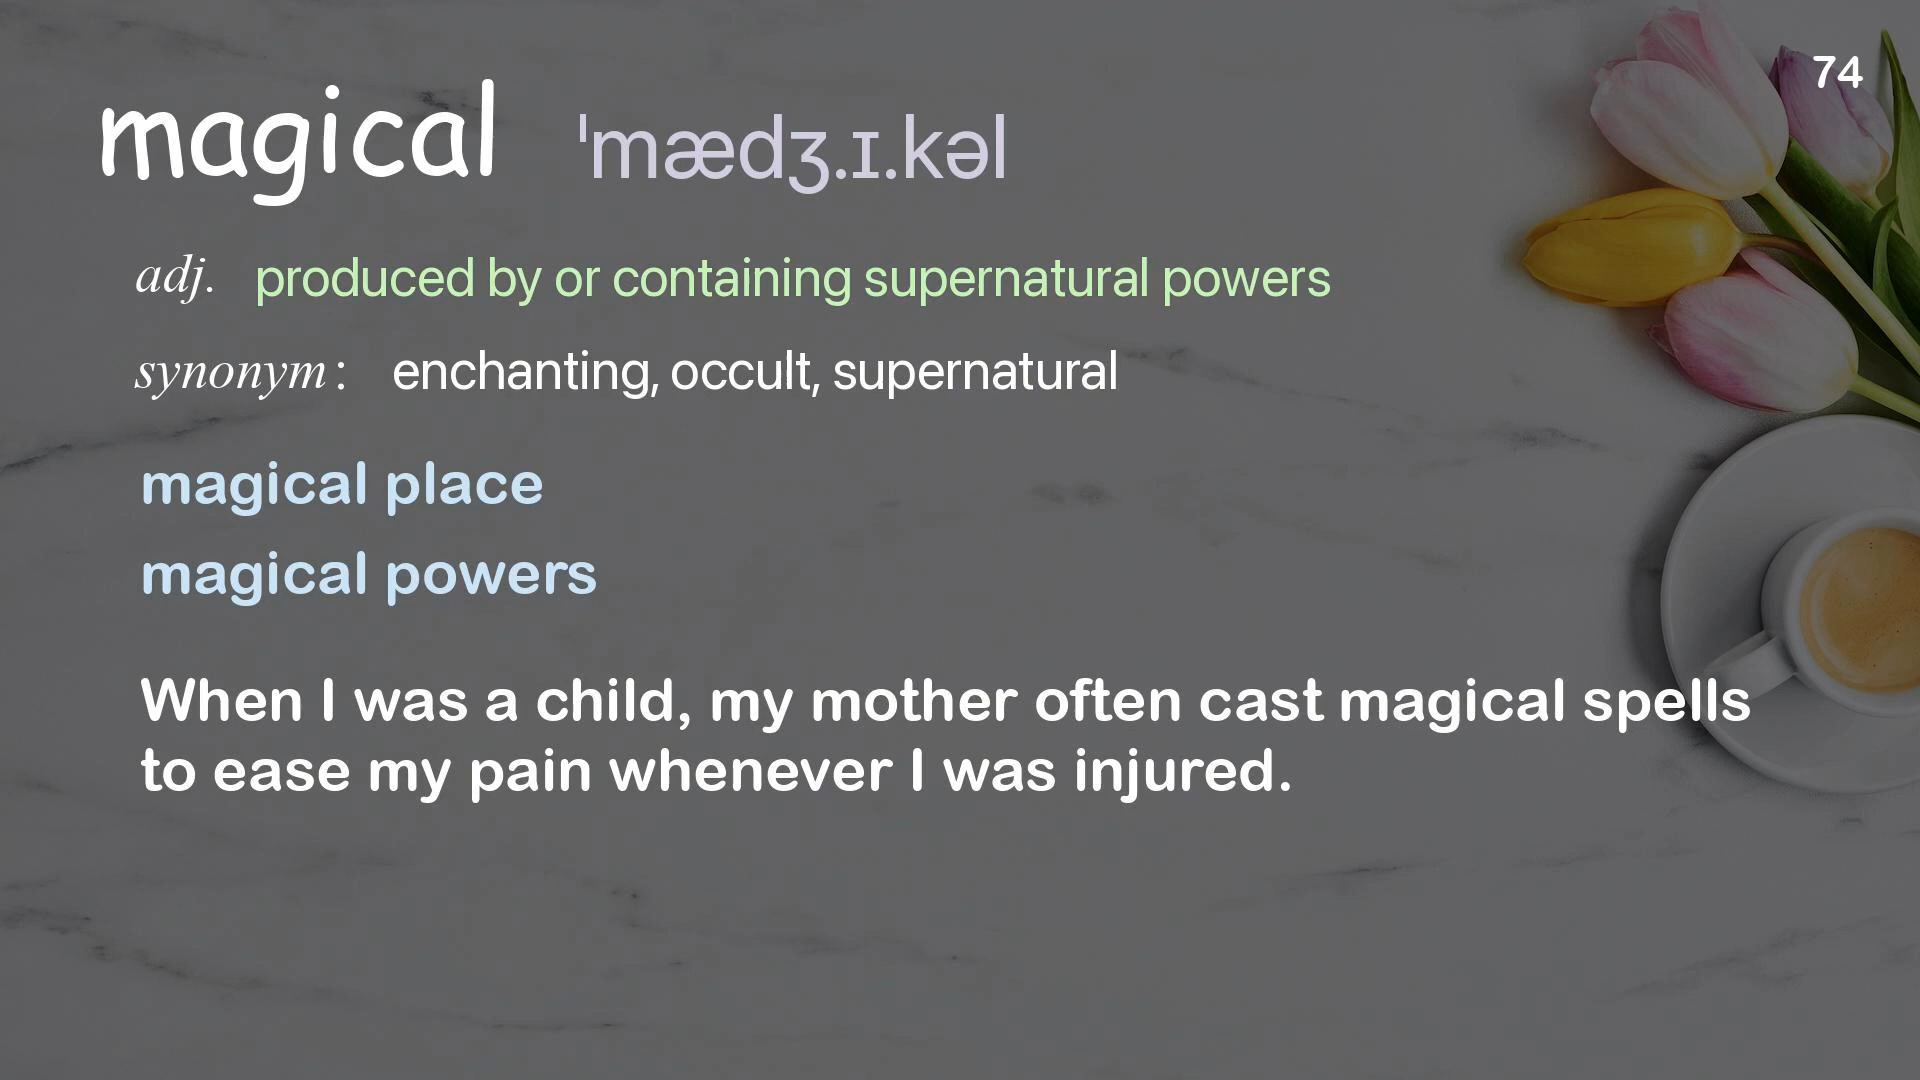 74
magical ˈmædʒ.ɪ.kəl
adj. produced by or containing supernatural powers
synonym: enchanting, occult, supernatural
magical place
magical powers
When I was a child, my mother often cast magical spells
to ease my pain whenever I was injured.